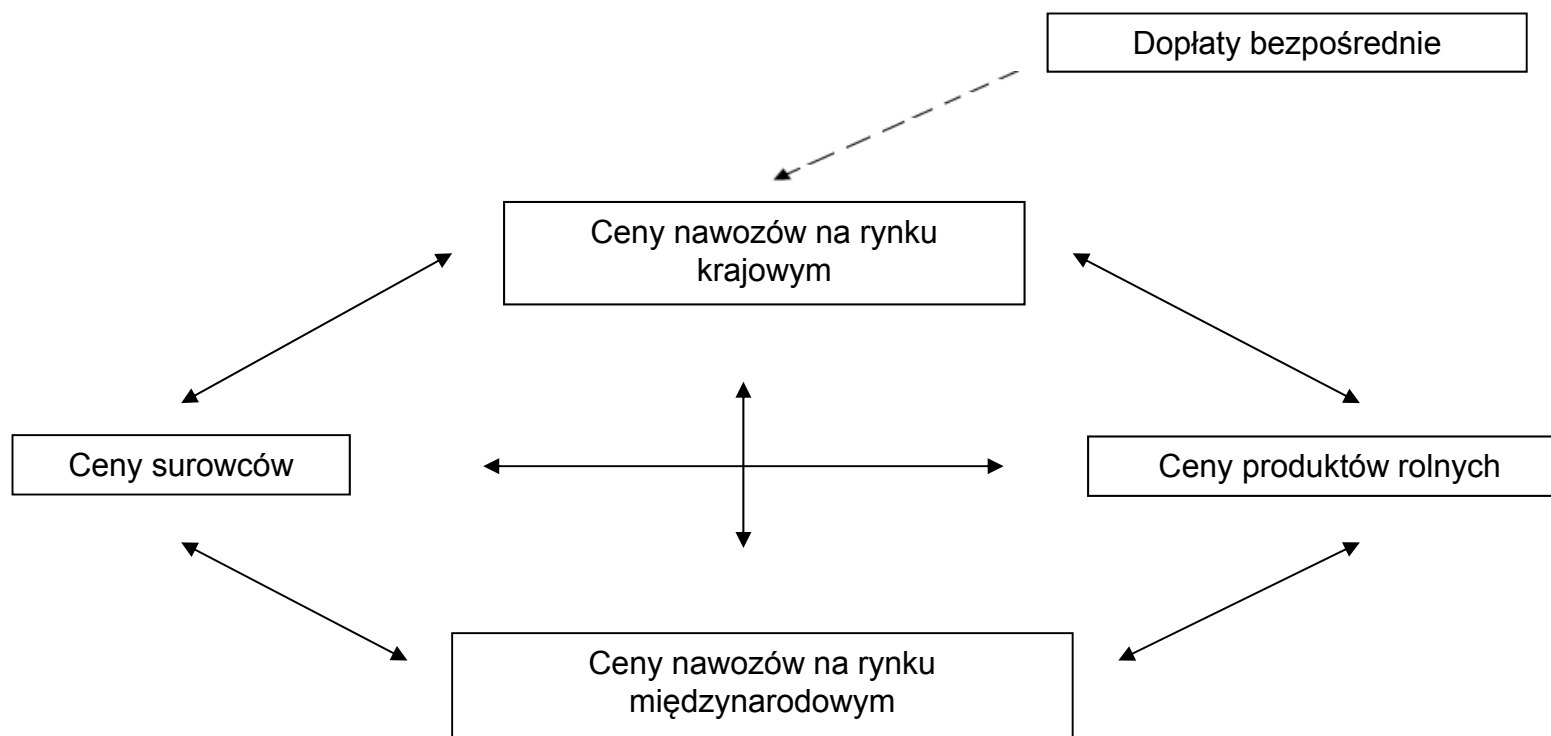 Dopłaty bezpośrednie
Ceny nawozów na rynku
krajowym
Ceny surowców
Ceny produktów rolnych
Ceny nawozów na rynku
międzynarodowym